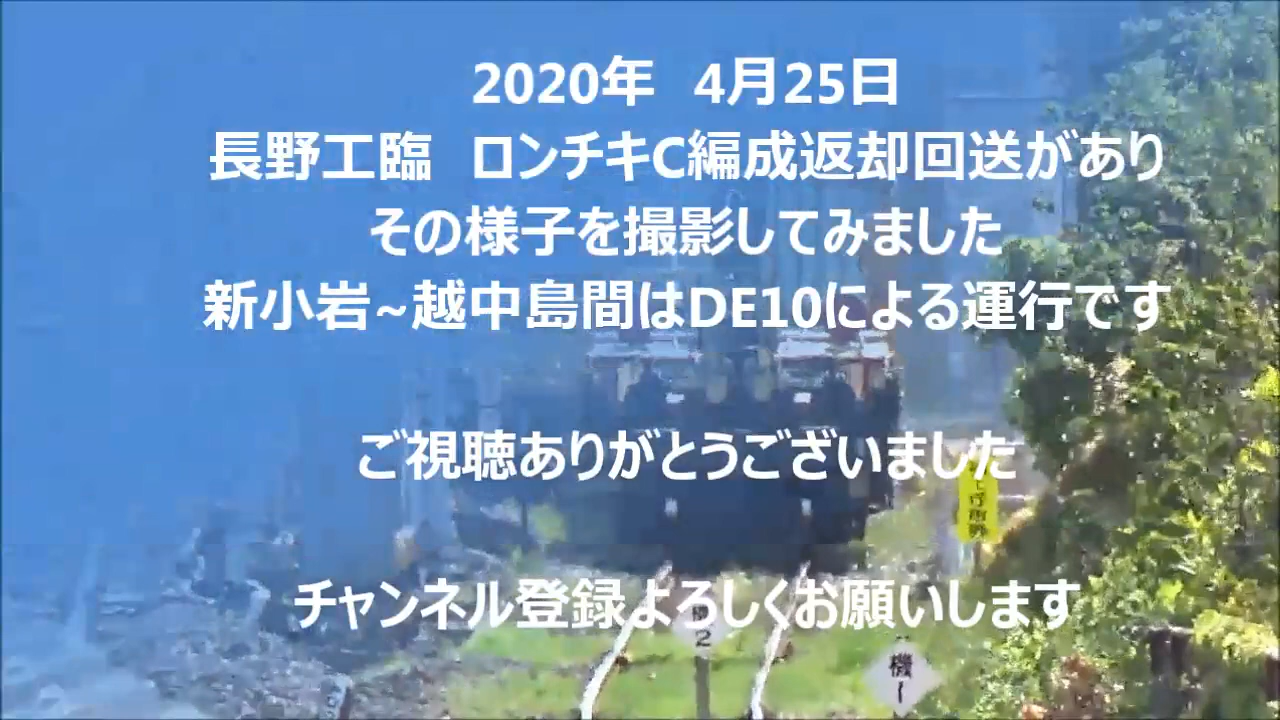 2020年　4月25日
長野工臨　ロンチキC編成返却回送があり
その様子を撮影してみました
新小岩~越中島間はDE10による運行です
ご視聴ありがとうございました
チャンネル登録よろしくお願いします
2
機